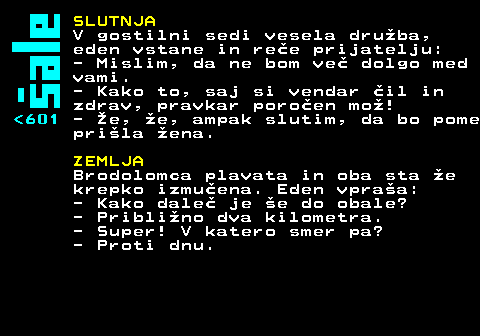 Šale
<601
SLUTNJA
V gostilni sedi vesela družba,
eden vstane in reče prijatelju:
- Mislim, da ne bom več dolgo med
vami.
- Kako to, saj si vendar čil in
zdrav, pravkar poročen mož!
- Že, že, ampak slutim, da bo pome
prišla žena.
ZEMLJA
Brodolomca plavata in oba sta že
krepko izmučena. Eden vpraša:
- Kako daleč je še do obale?
- Približno dva kilometra.
- Super! V katero smer pa?
- Proti dnu.